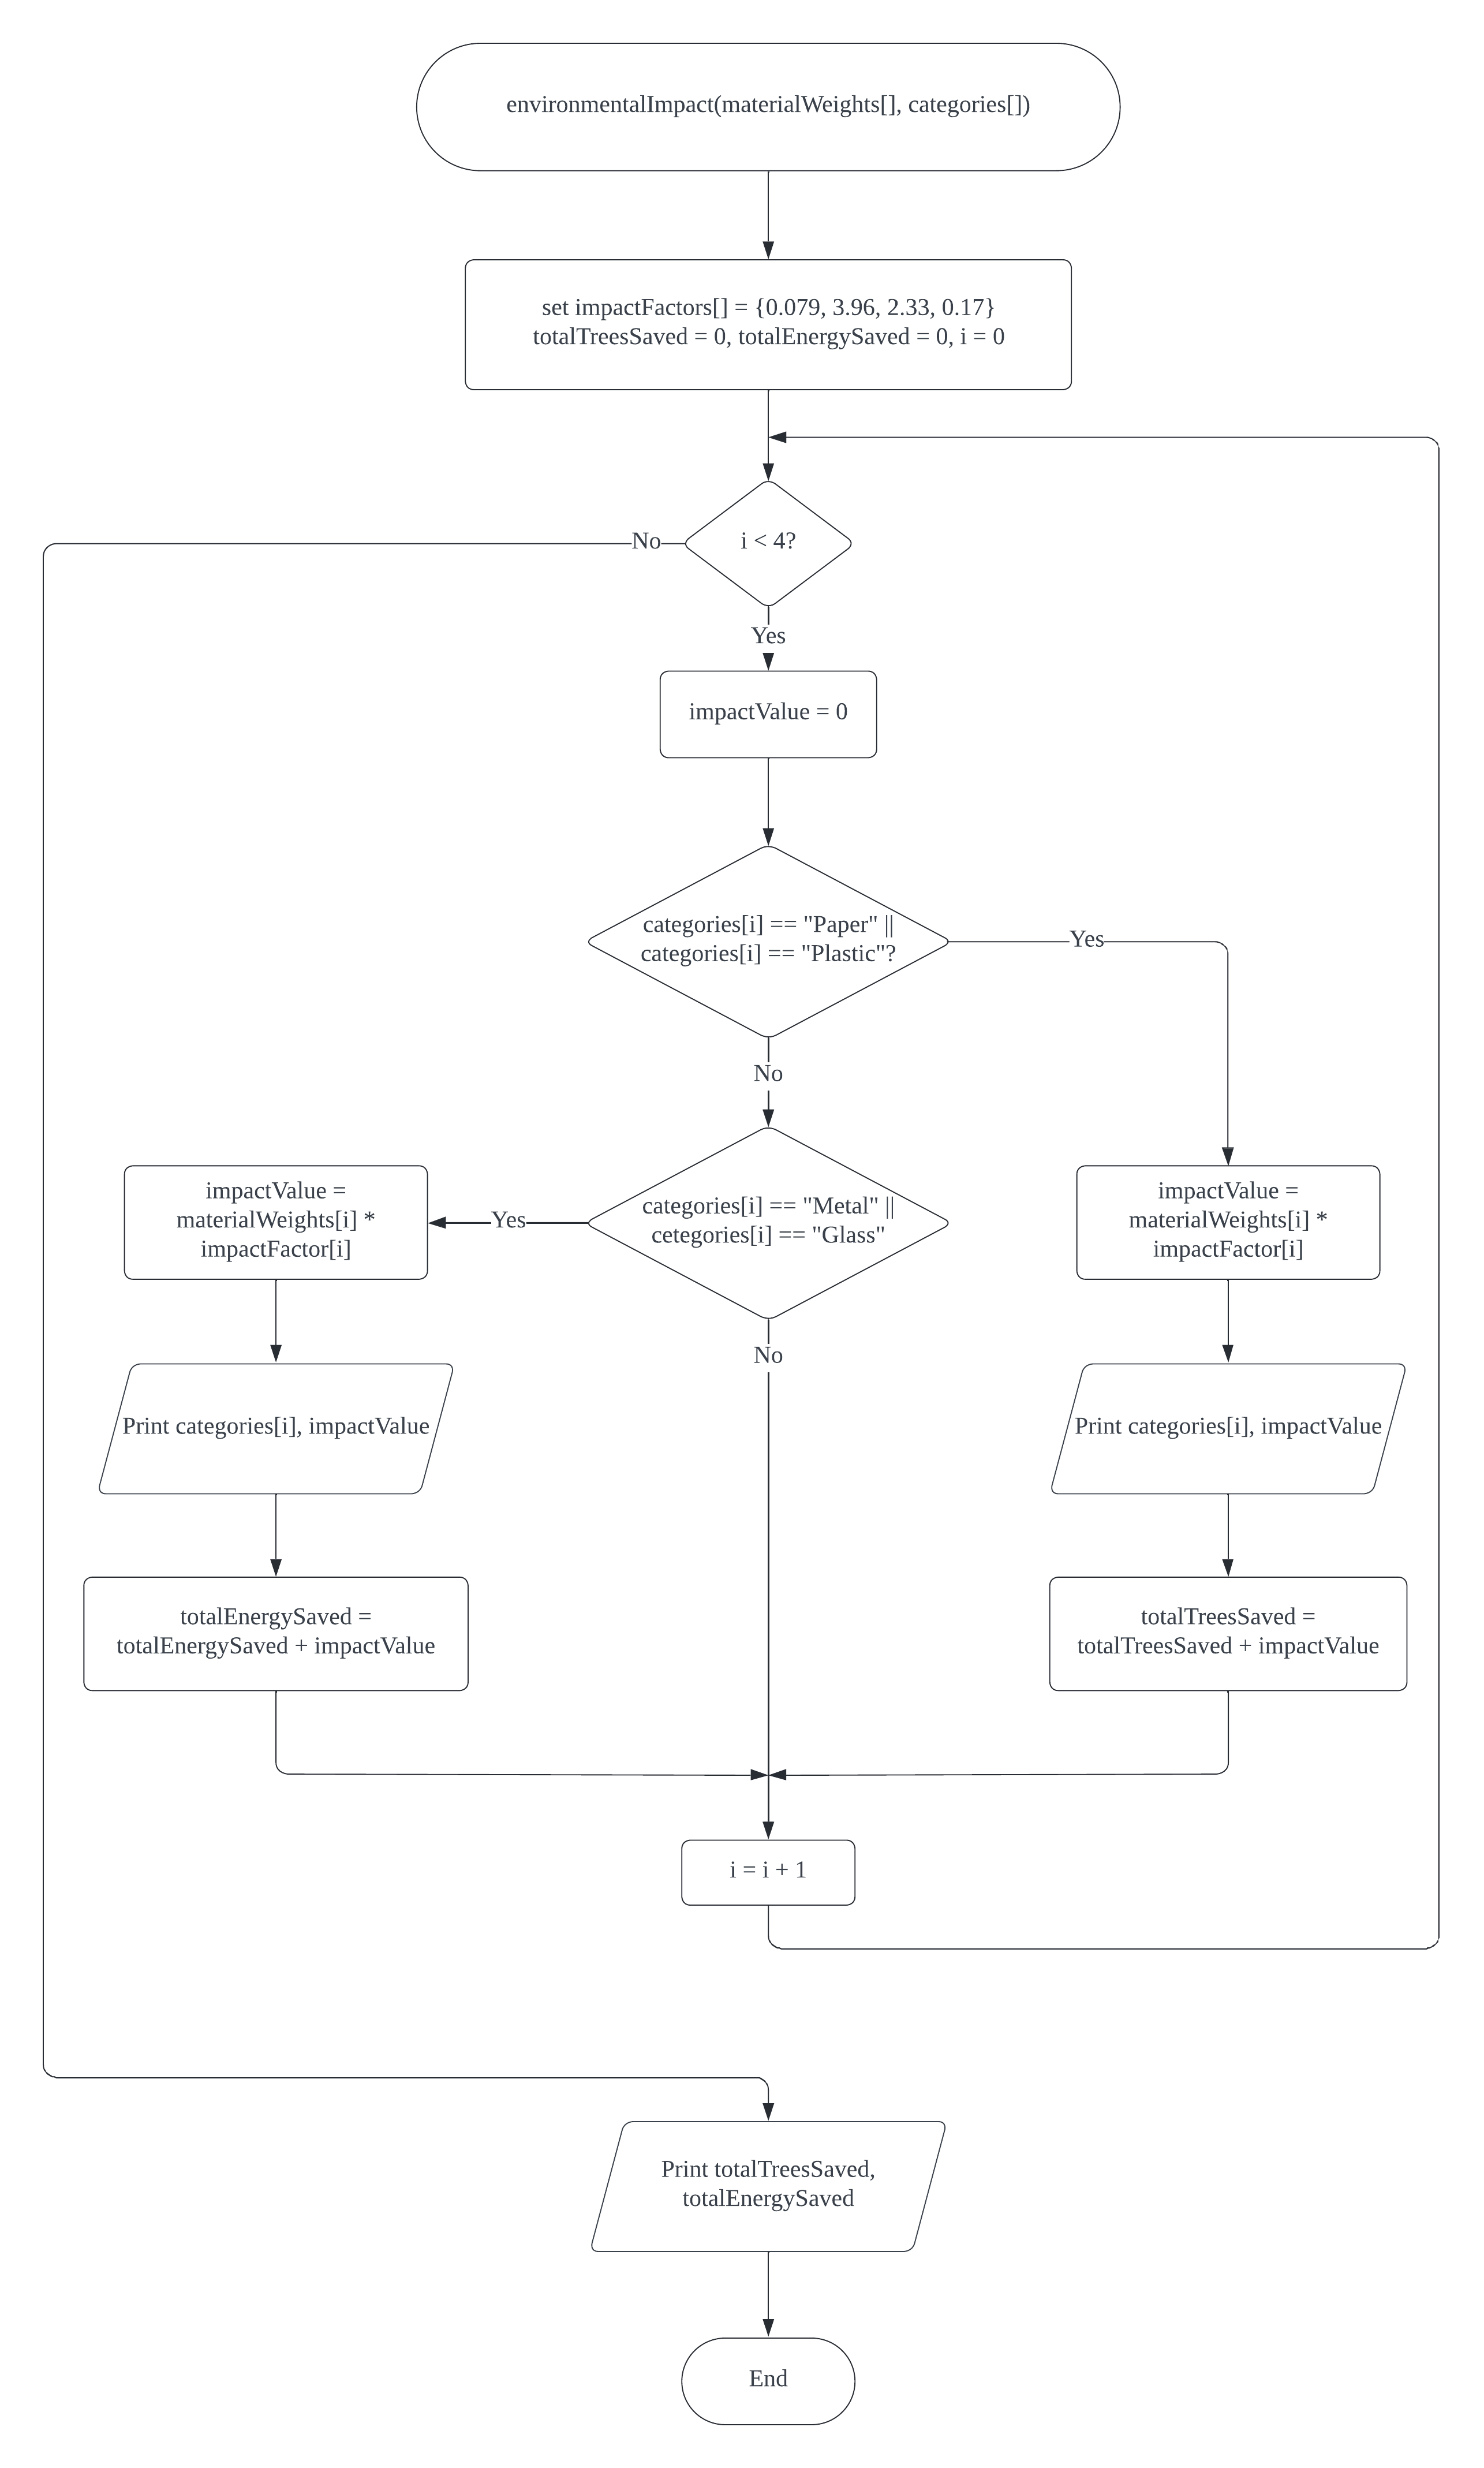 environmentalImpact(materialWeights[], categories[])
set impactFactors[] = {0.079, 3.96, 2.33, 0.17}
totalTreesSaved = 0, totalEnergySaved = 0, i = 0
i < 4?
No
Yes
impactValue = 0
categories[i] == "Paper" ||
categories[i] == "Plastic"?
Yes
No
categories[i] == "Metal" ||
cetegories[i] == "Glass"
Yes
No
impactValue =
materialWeights[i] *
impactFactor[i]
Print categories[i], impactValue
totalEnergySaved =
totalEnergySaved + impactValue
impactValue =
materialWeights[i] *
impactFactor[i]
Print categories[i], impactValue
totalTreesSaved =
totalTreesSaved + impactValue
i = i + 1
Print totalTreesSaved,
totalEnergySaved
End